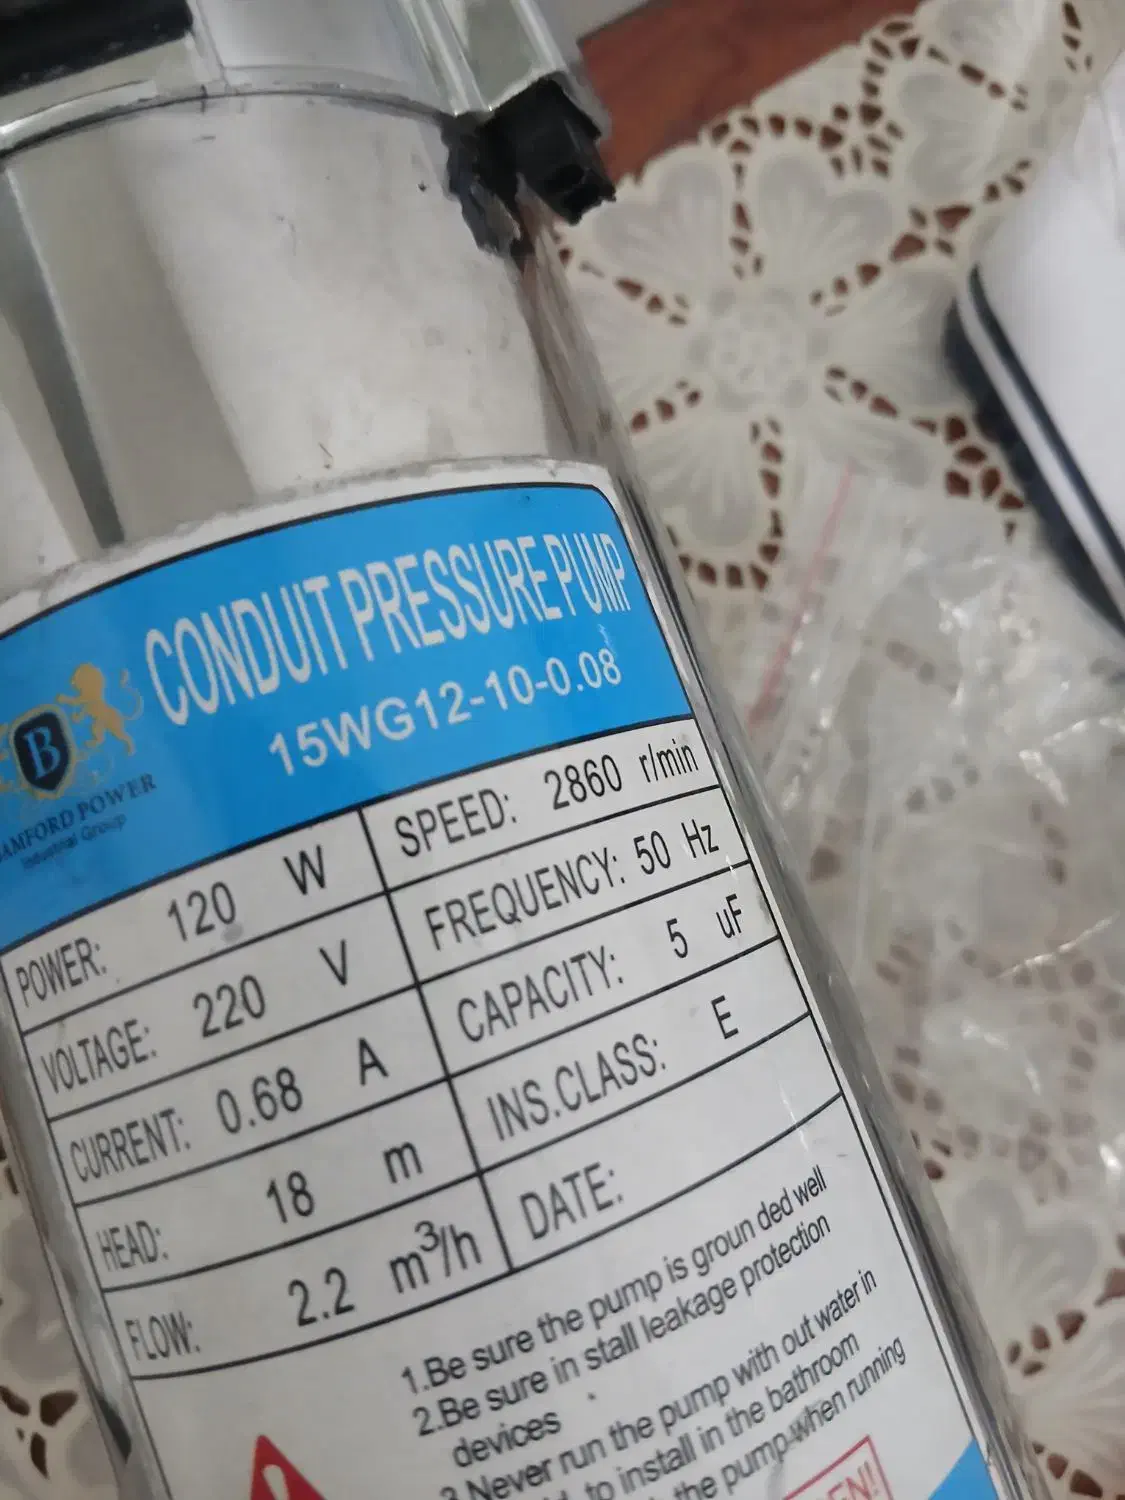 CONDUIT PRESSURE PUMP
15WG12-10-0.08
B
BAMFORD POWER
Industrial Group
POWER: 120 W
SPEED: 2860 r/min
VOLTAGE: 220 V
FREQUENCY: 50 Hz
CURRENT: 0.68 A
CAPACITY: 5 uF
HEAD: 18 m
INS.CLASS: E
FLOW: 2.2 m³/h
DATE:
1.Be sure the pump is groun ded well
2.Be sure in stall leakage protection
devices
3.Never run the pump with out water in
to install in the bathroom
the pump when running